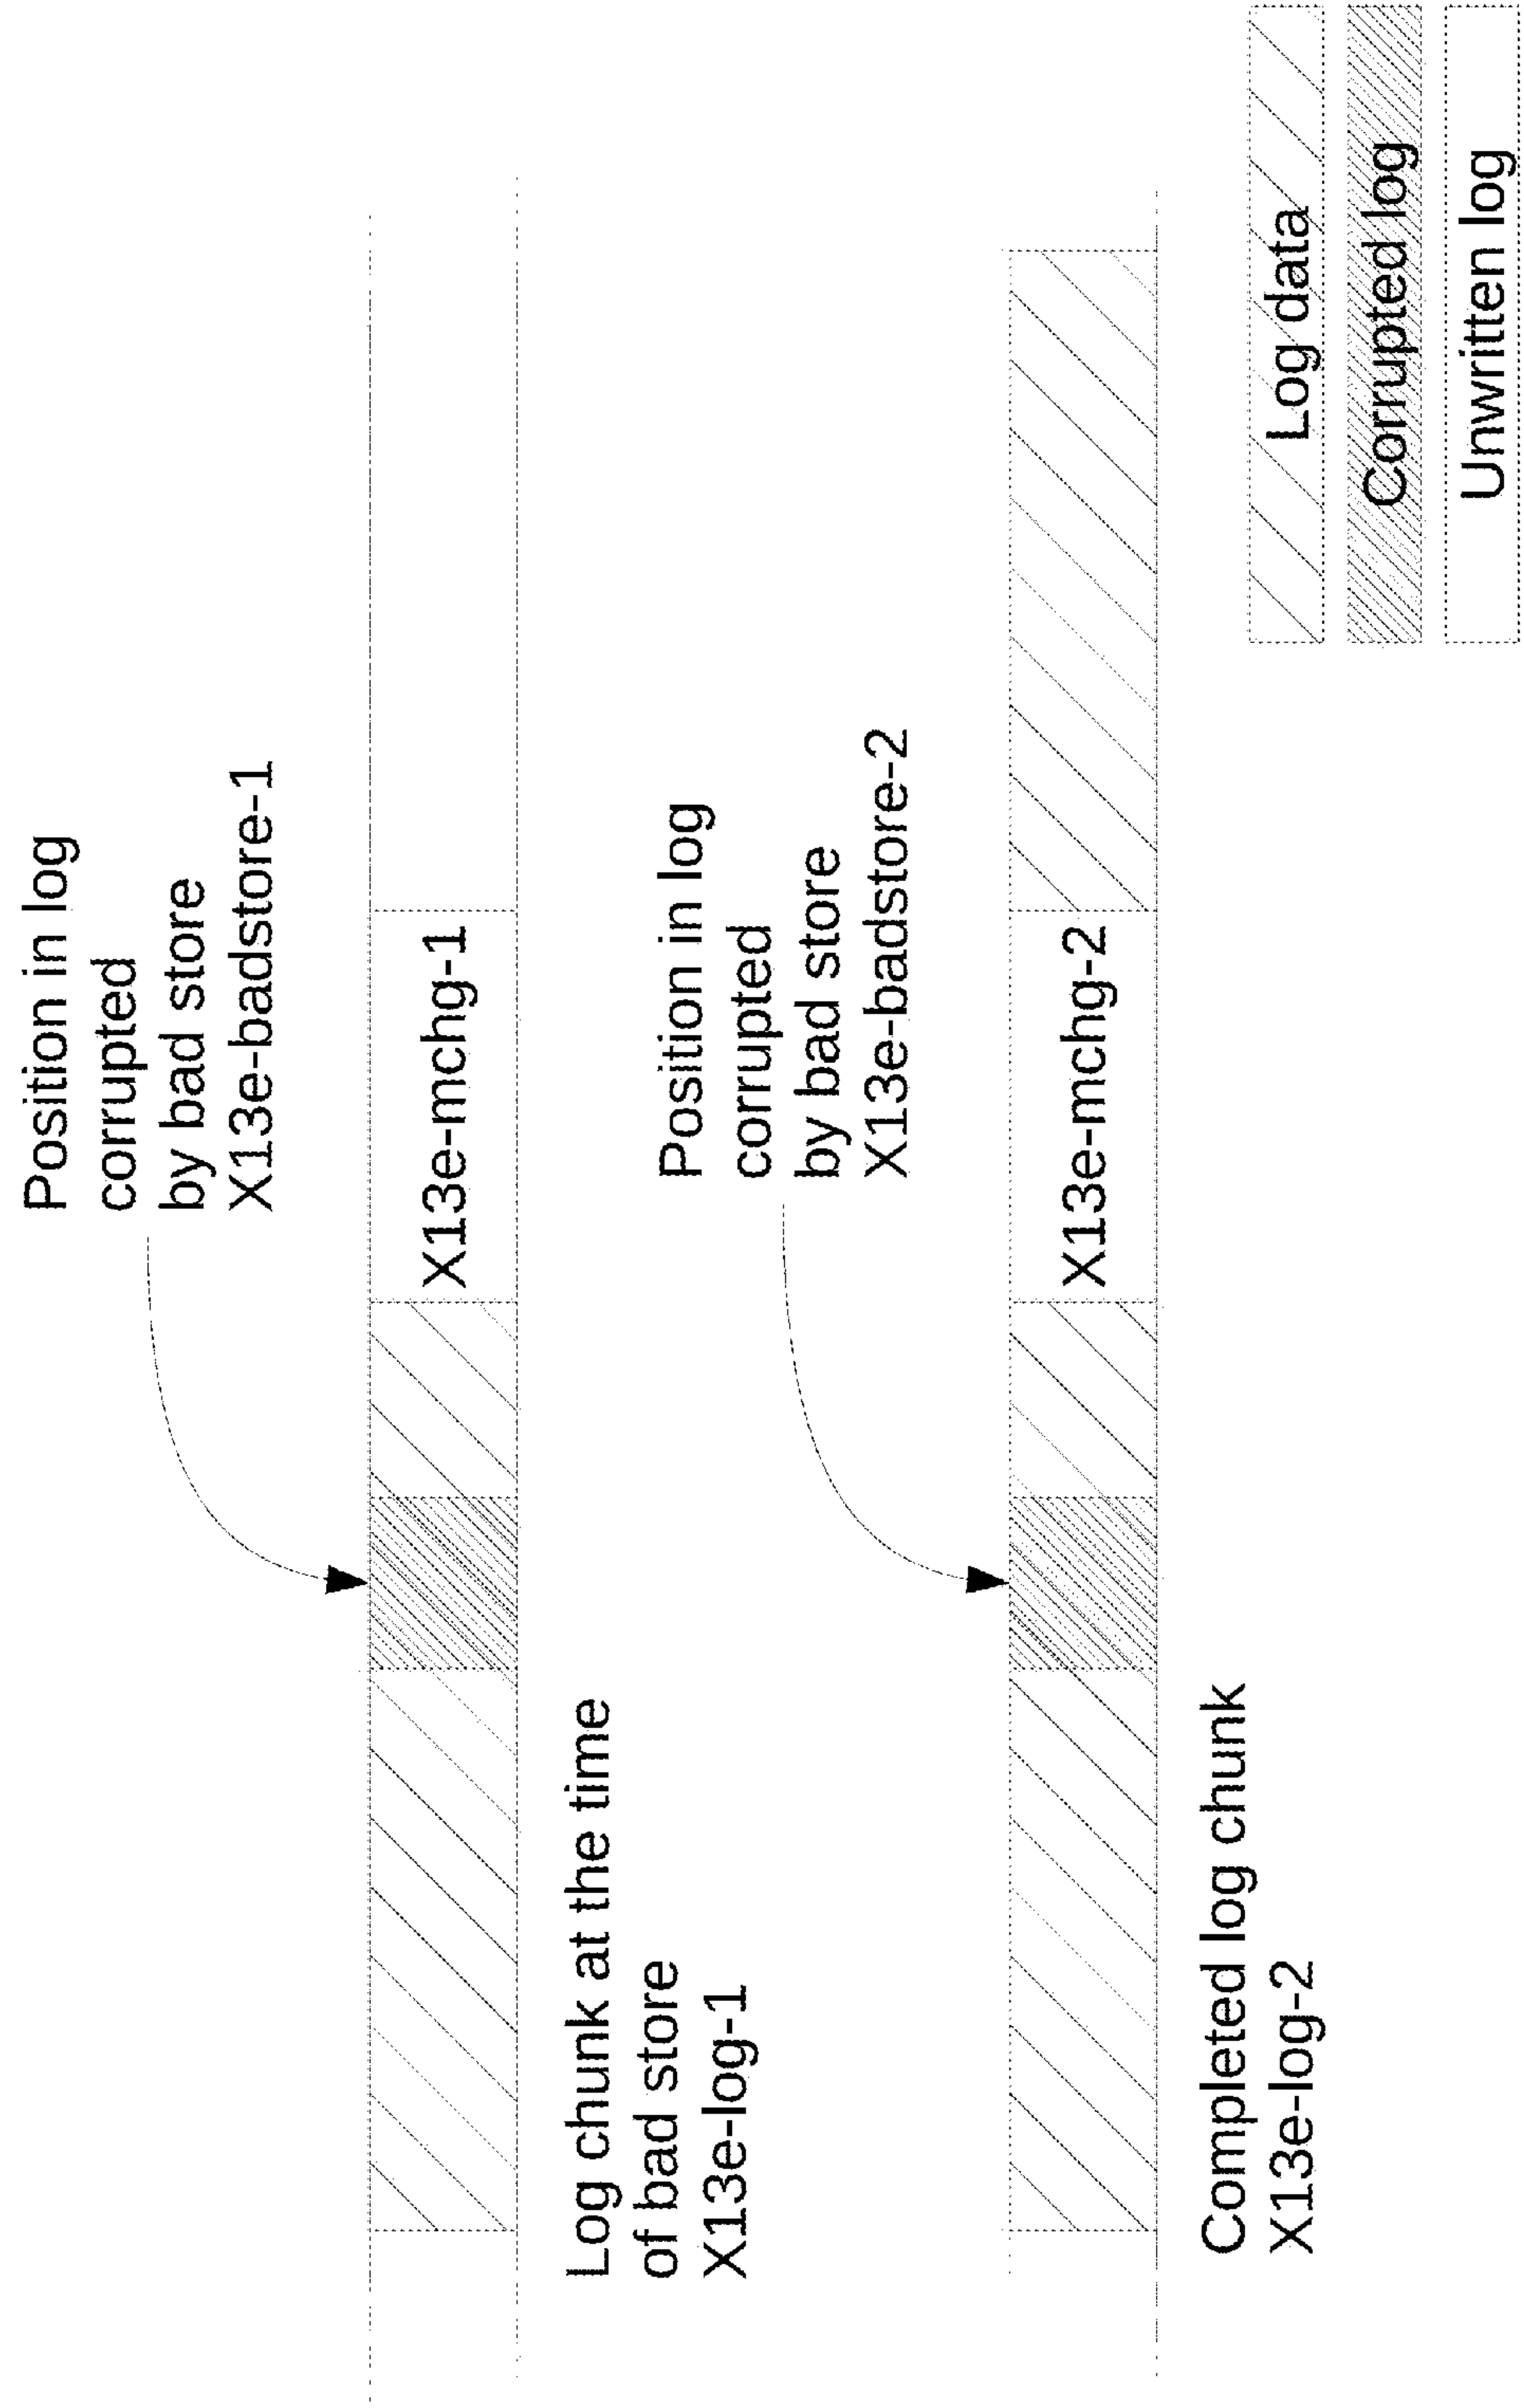 Position in log
corrupted
by bad store
X13e-badstore-1
X13e-mchg-1
Log chunk at the time
of bad store
X13e-log-1
Position in log
corrupted
by bad store
X13e-badstore-2
X13e-mchg-2
Completed log chunk
X13e-log-2
Log data
Corrupted log
Unwritten log